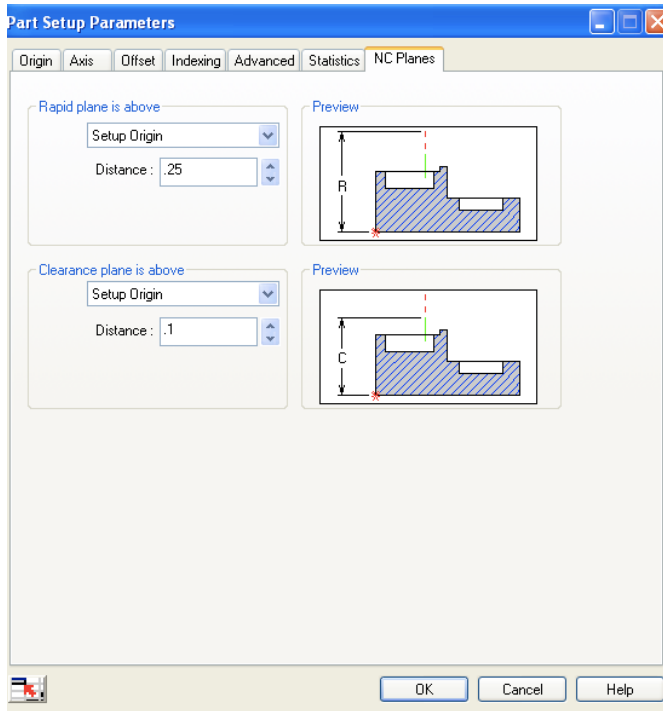 Part Setup Parameters
Origin Axis Offset Indexing Advanced Statistics NC Planes
Rapid plane is above
Setup Origin
Distance : .25
Preview
R
Clearance plane is above
Setup Origin
Distance : .1
Preview
C
OK Cancel Help